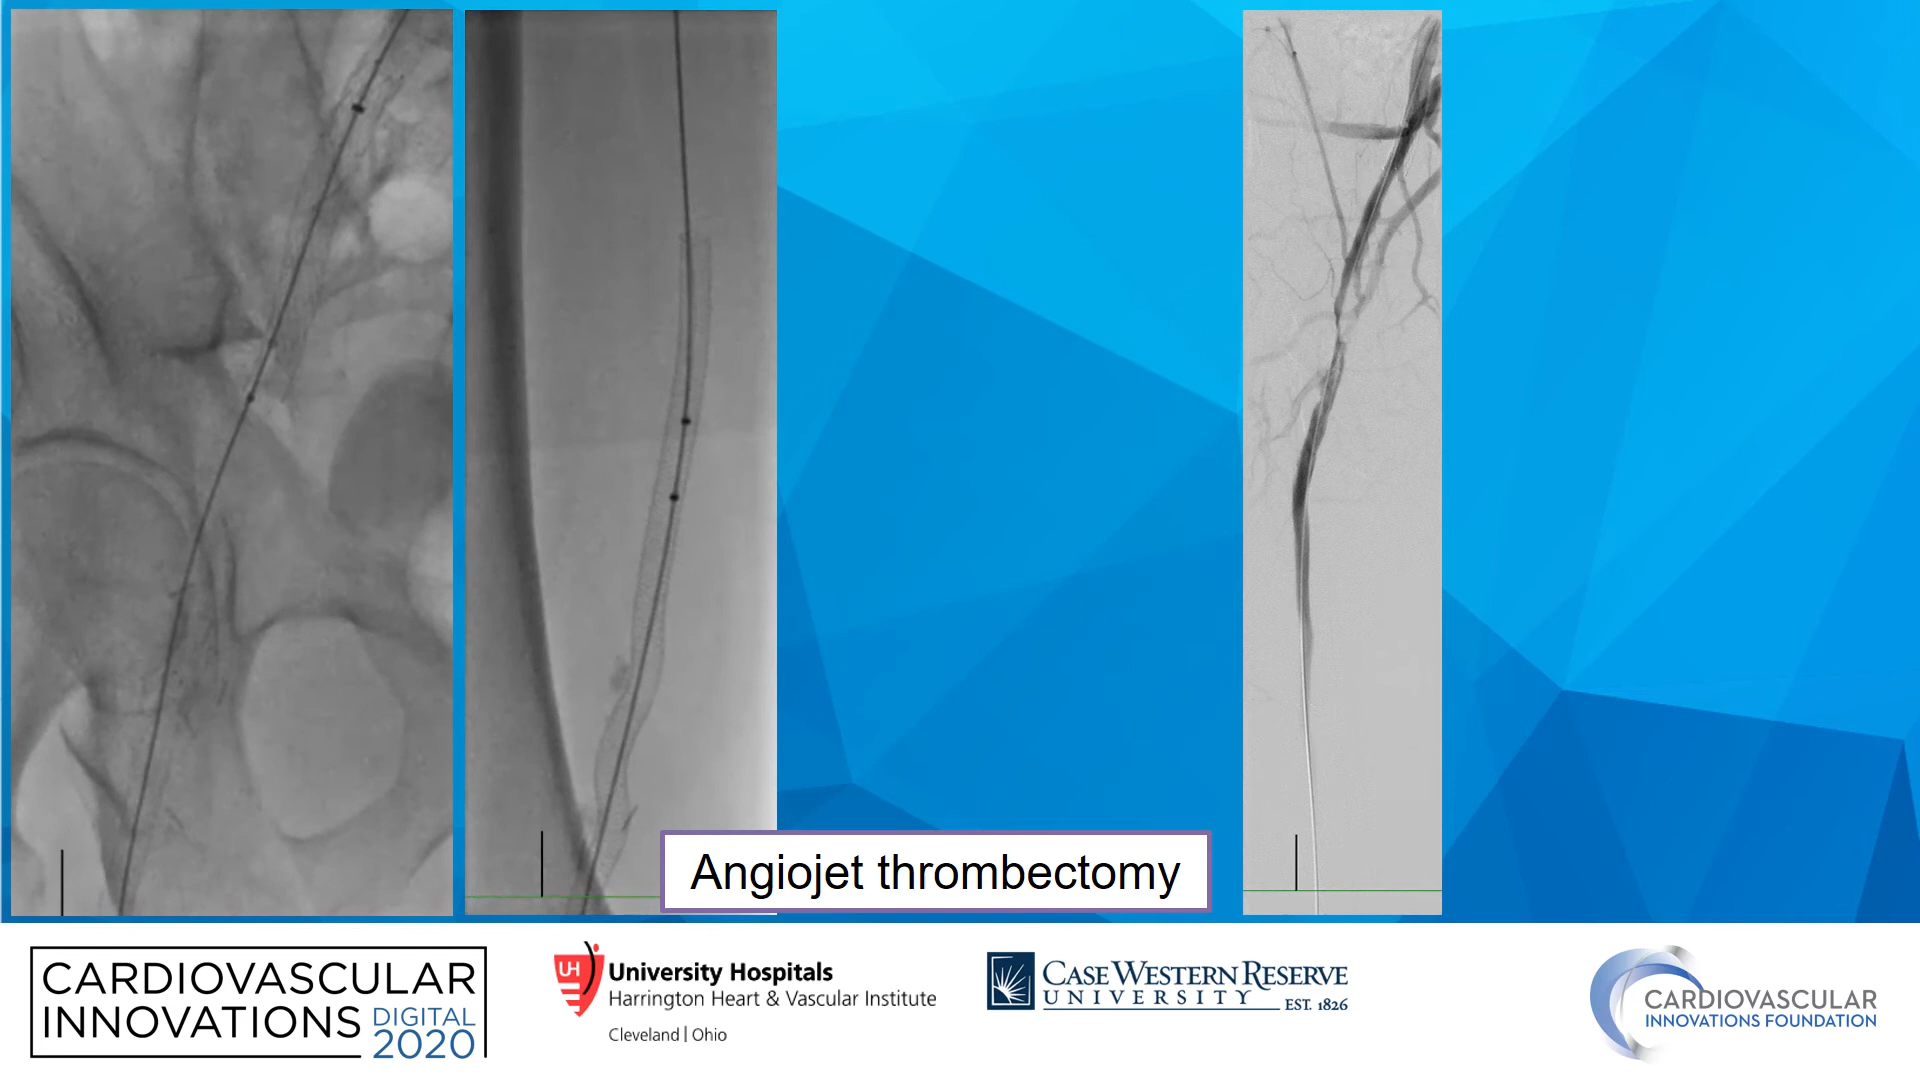 Angiojet thrombectomy
CARDIOVASCULAR
INNOVATIONS DIGITAL
2020
UH University Hospitals
Harrington Heart & Vascular Institute
Cleveland | Ohio
CASE WESTERN RESERVE
UNIVERSITY EST. 1826
CARDIOVASCULAR
INNOVATIONS FOUNDATION